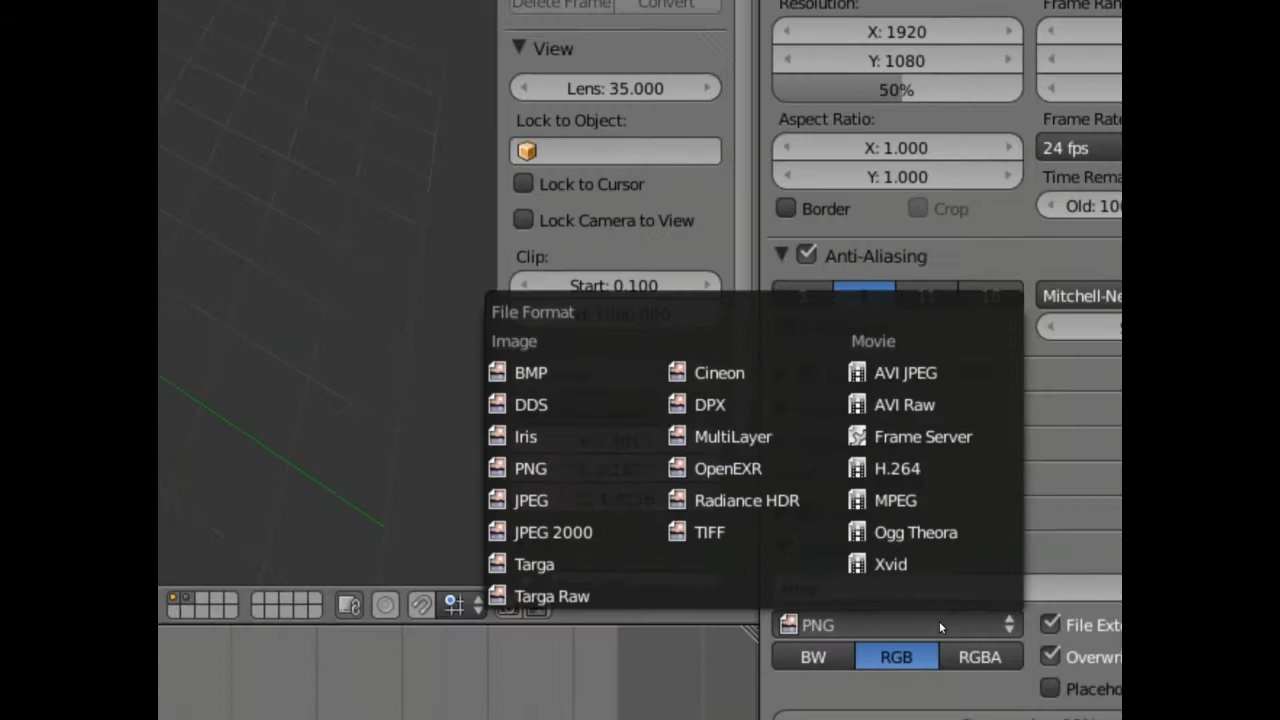 Delete Frame
Convert
View
Lens: 35.000
Lock to Object:
Lock to Cursor
Lock Camera to View
Clip:
Start: 0.100
Resolution:
X: 1920
Y: 1080
50%
Aspect Ratio:
X: 1.000
Y: 1.000
Border
Crop
Anti-Aliasing
Frame Ran
Frame Rate
24 fps
Time Rema
Old: 10
Mitchell-Ne
File Format
Image
Movie
BMP
DDS
Iris
PNG
JPEG
JPEG 2000
Targa
Targa Raw
Cineon
DPX
MultiLayer
OpenEXR
Radiance HDR
TIFF
AVI JPEG
AVI Raw
Frame Server
H.264
MPEG
Ogg Theora
Xvid
PNG
BW
RGB
RGBA
File Exte
Overwri
Placeho